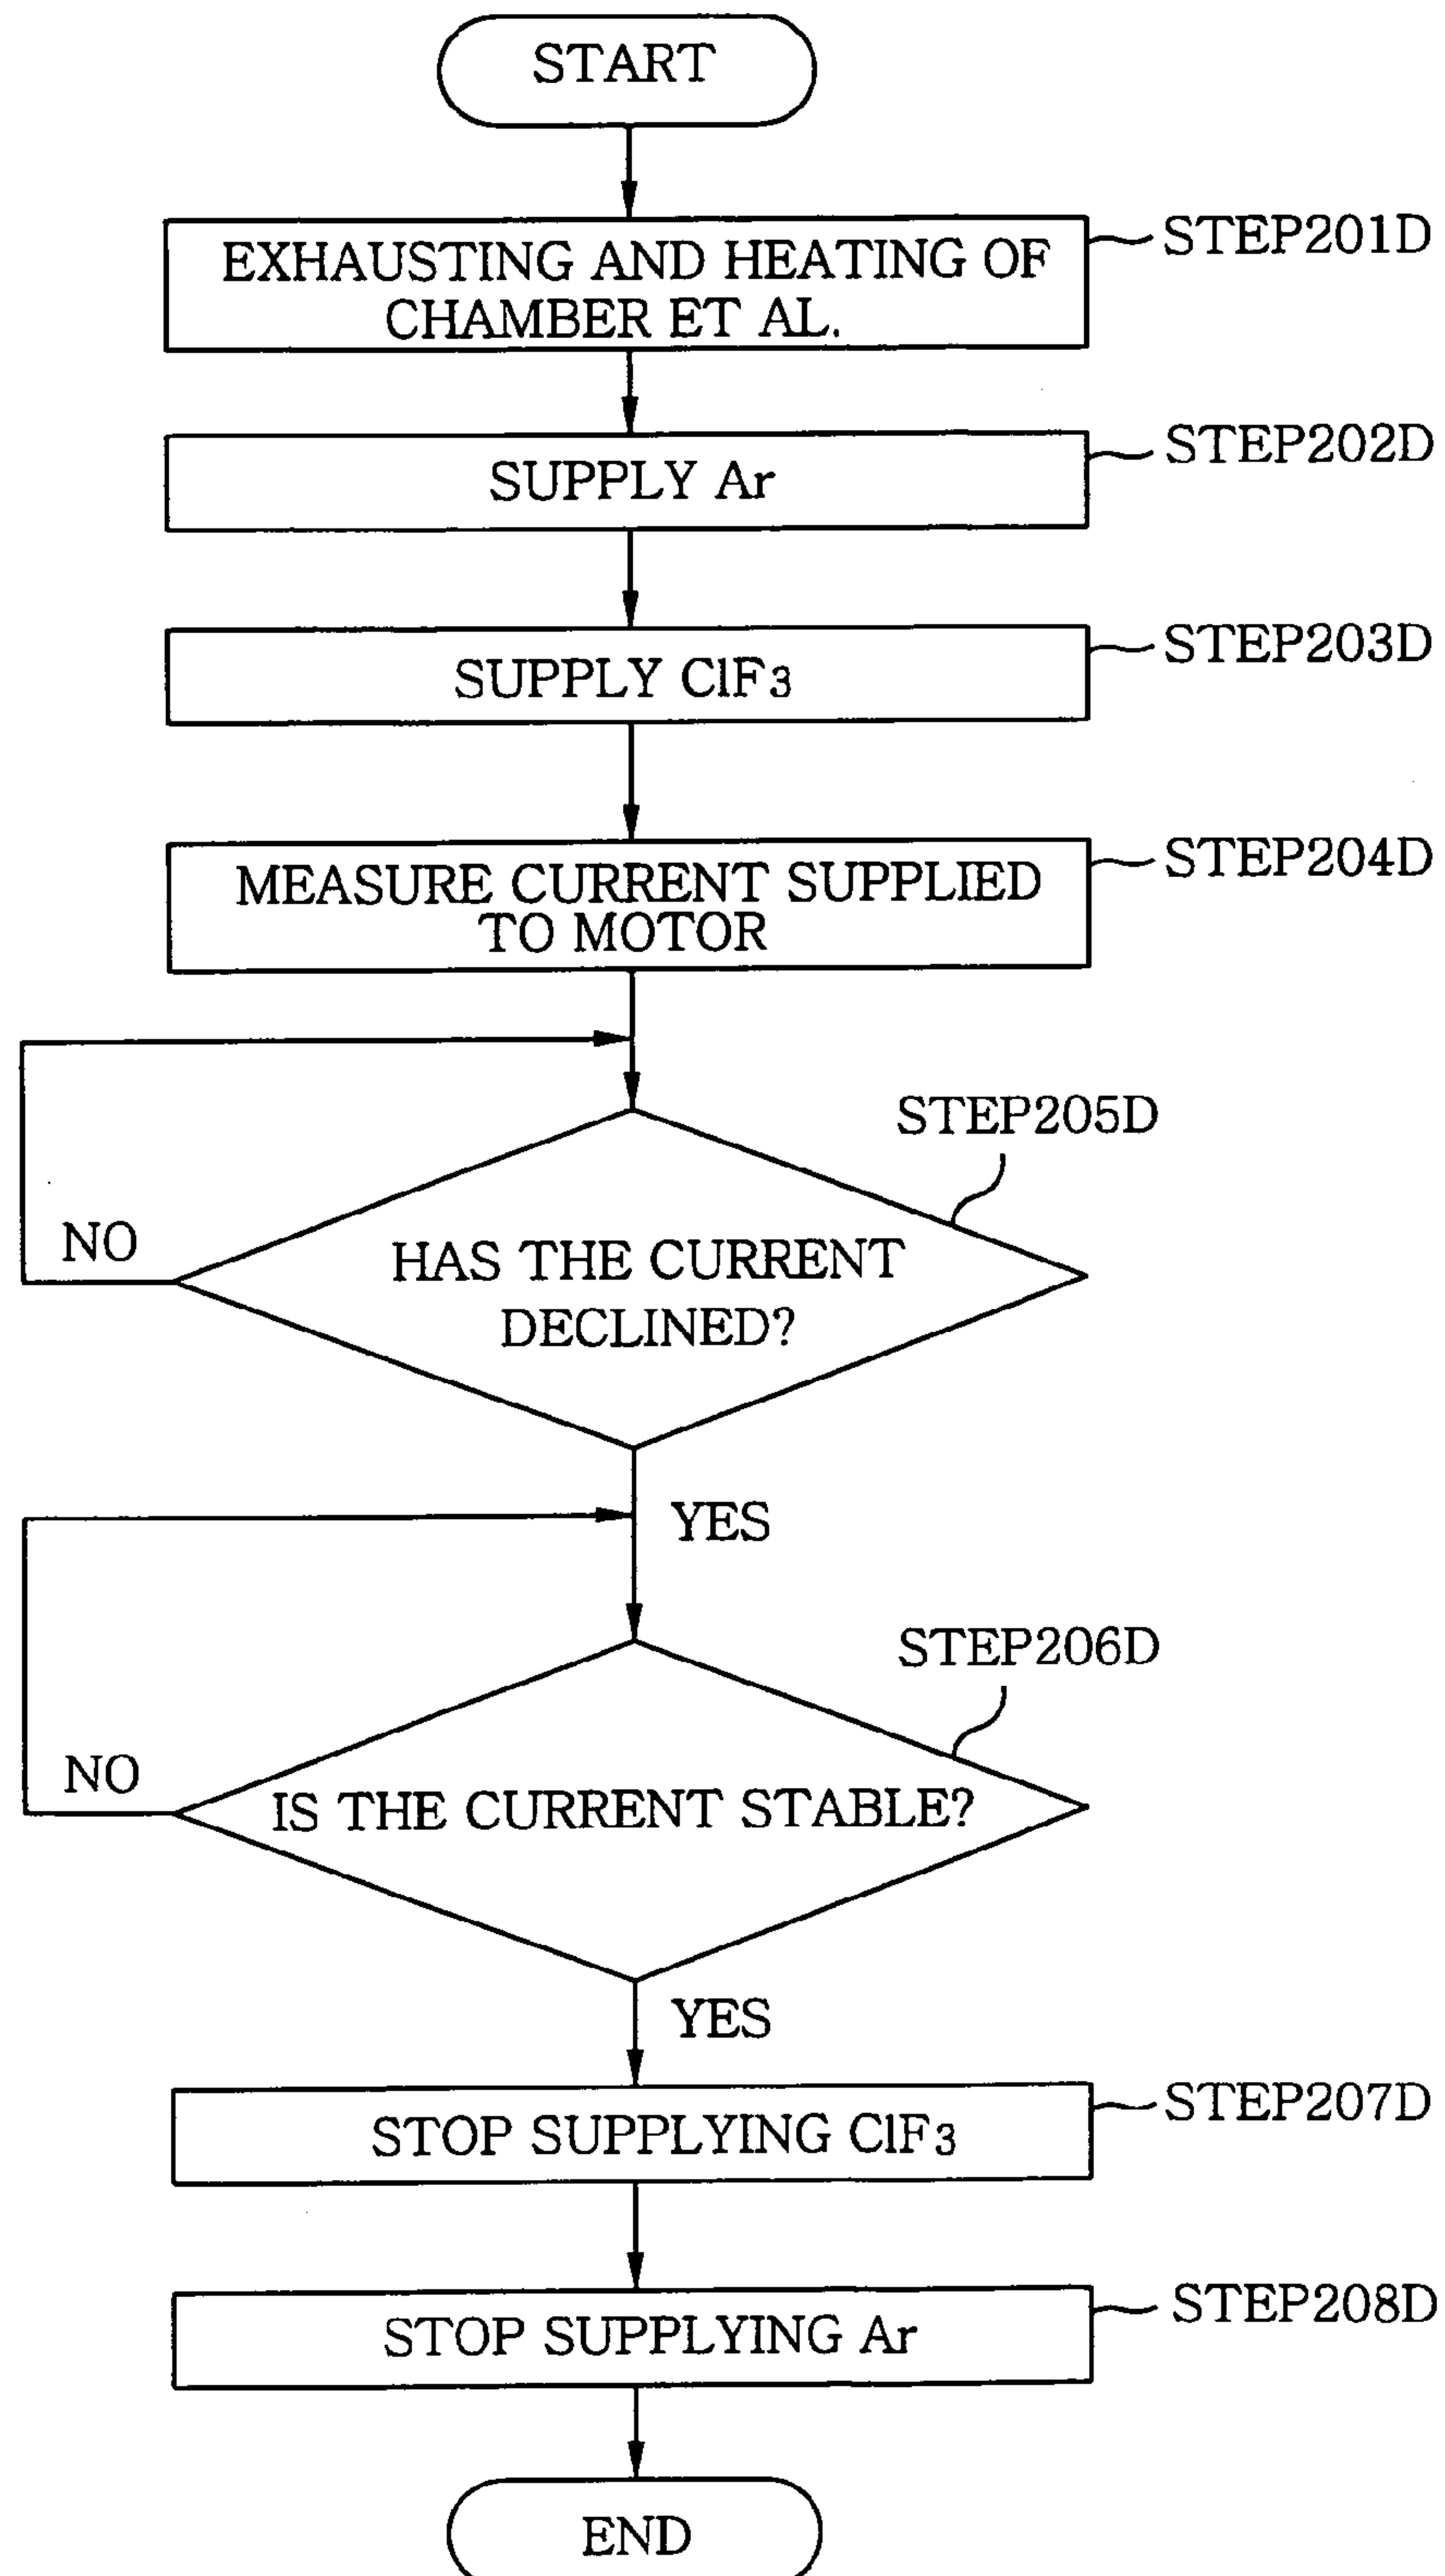 START
EXHAUSTING AND HEATING OF
CHAMBER ET AL.
STEP201D
SUPPLY Ar
STEP202D
SUPPLY ClF3
STEP203D
MEASURE CURRENT SUPPLIED
TO MOTOR
STEP204D
STEP205D
NO
HAS THE CURRENT
DECLINED?
YES
STEP206D
NO
IS THE CURRENT STABLE?
YES
STOP SUPPLYING ClF3
STEP207D
STOP SUPPLYING Ar
STEP208D
END